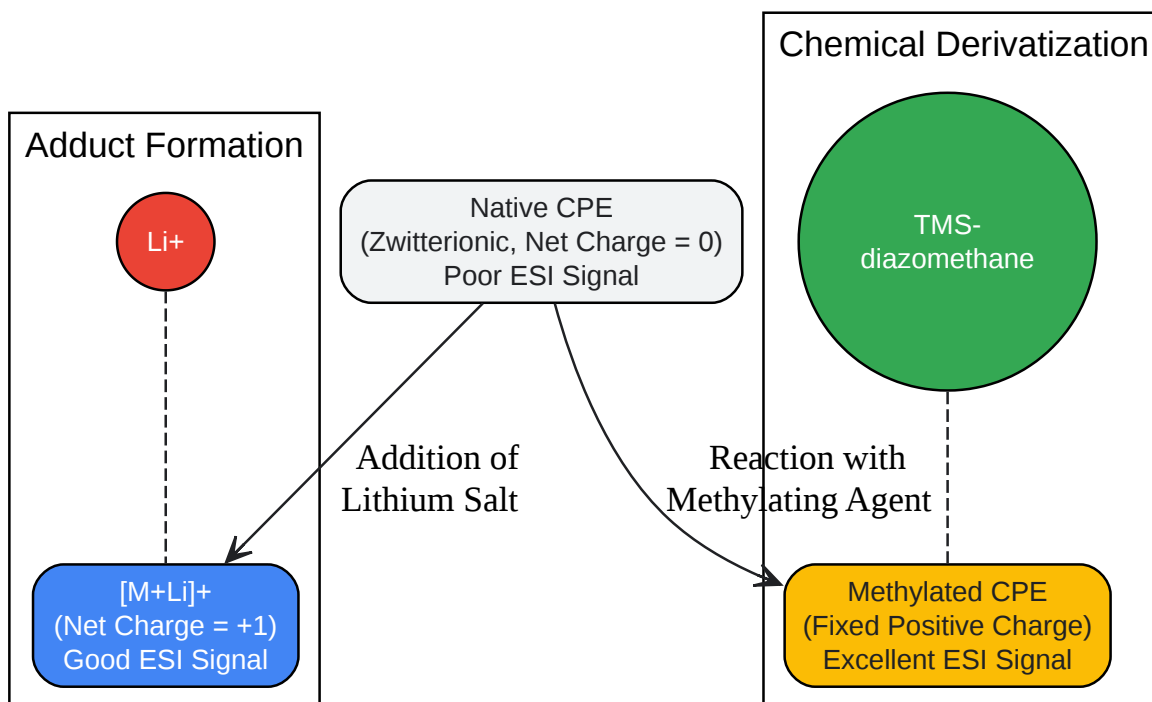 Chemical Derivatization
Adduct Formation
Li+
Native CPE
(Zwitterionic, Net Charge = 0)
Poor ESI Signal
TMS-
diazomethane
Addition of
Lithium Salt
Reaction with
Methylating Agent
[M+Li]+
(Net Charge = +1)
Good ESI Signal
Methylated CPE
(Fixed Positive Charge)
Excellent ESI Signal